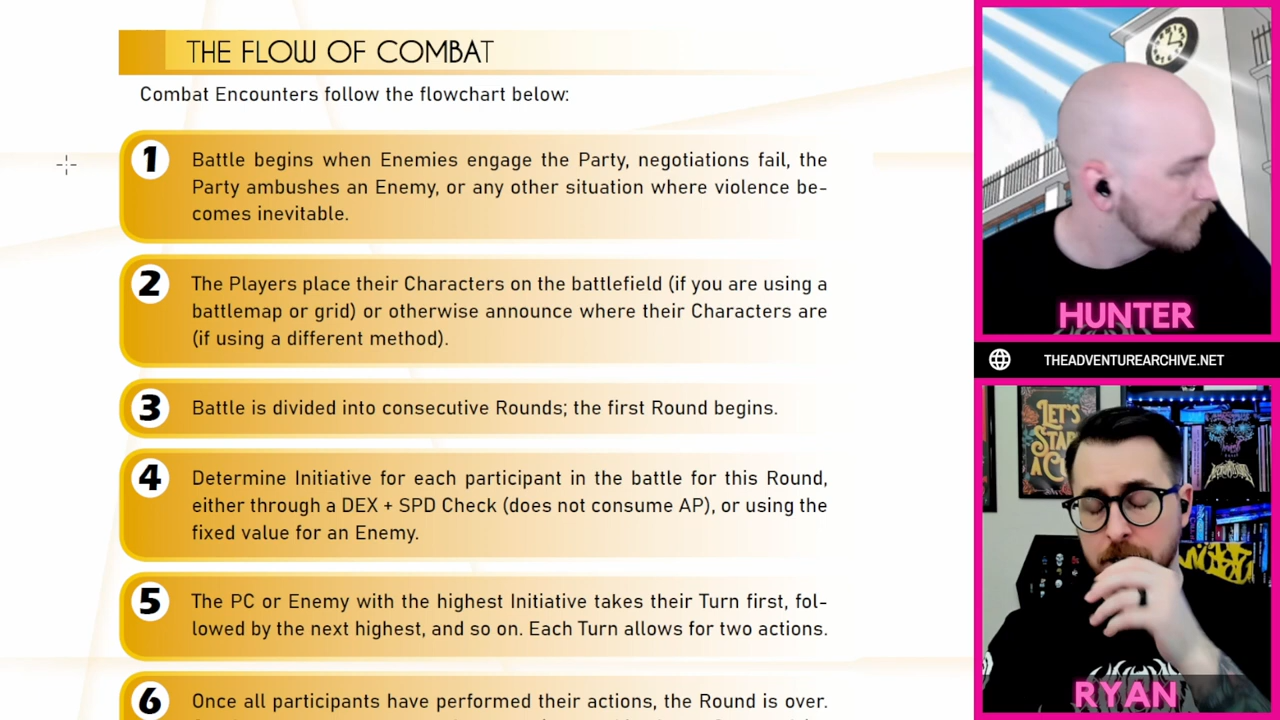 THE FLOW OF COMBAT
Combat Encounters follow the flowchart below:
1
Battle begins when Enemies engage the Party, negotiations fail, the
Party ambushes an Enemy, or any other situation where violence be-
comes inevitable.
2
The Players place their Characters on the battlefield (if you are using a
battlemap or grid) or otherwise announce where their Characters are
(if using a different method).
3
Battle is divided into consecutive Rounds; the first Round begins.
4
Determine Initiative for each participant in the battle for this Round,
either through a DEX + SPD Check (does not consume AP), or using the
fixed value for an Enemy.
5
The PC or Enemy with the highest Initiative takes their Turn first, fol-
lowed by the next highest, and so on. Each Turn allows for two actions.
6
Once all participants have performed their actions, the Round is over.
HUNTER
THEADVENTUREARCHIVE.NET
LET'S
START
A CU
RYAN